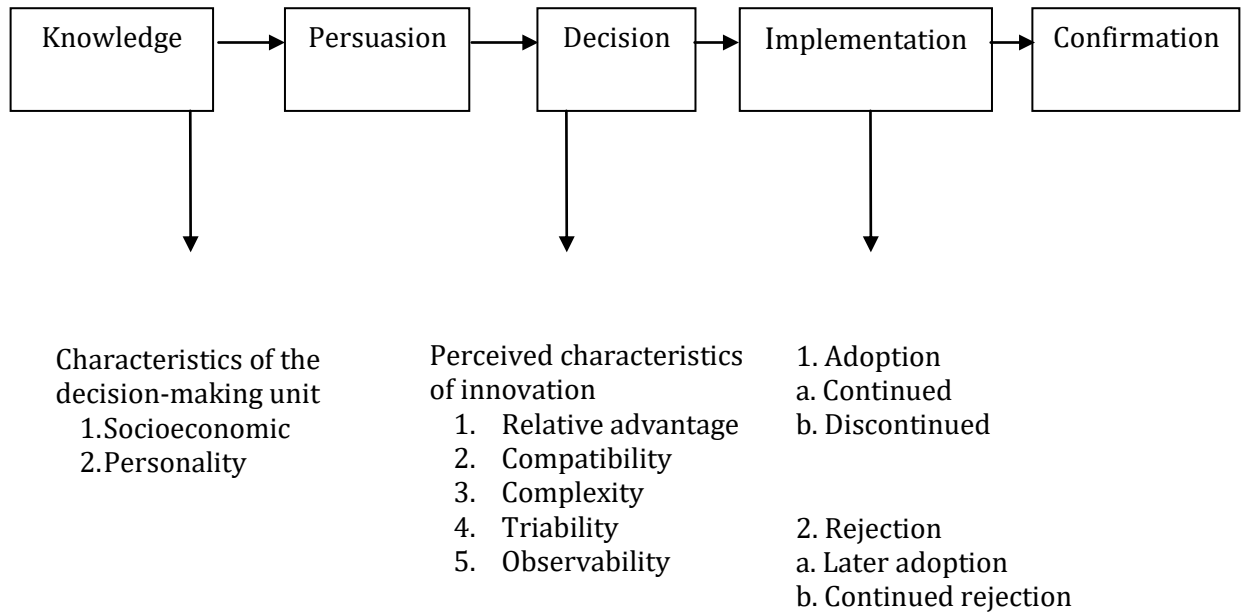 Knowledge
Persuasion
Decision
Implementation
Confirmation
Characteristics of the
decision-making unit
1.Socioeconomic
2.Personality
Perceived characteristics
of innovation
1. Relative advantage
2. Compatibility
3. Complexity
4. Triability
5. Observability
1. Adoption
a. Continued
b. Discontinued
2. Rejection
a. Later adoption
b. Continued rejection